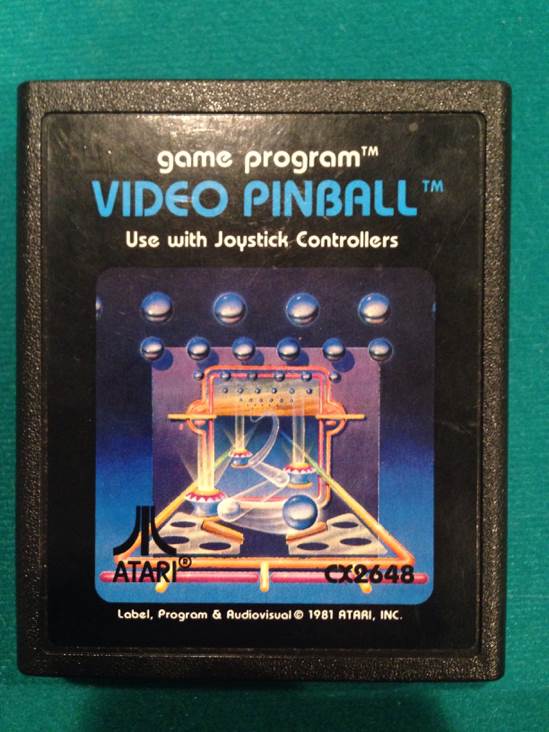 game program™
VIDEO PINBALL™
Use with Joystick Controllers
ATARI®
CX2648
Label, Program & Audiovisual © 1981 ATARI, INC.